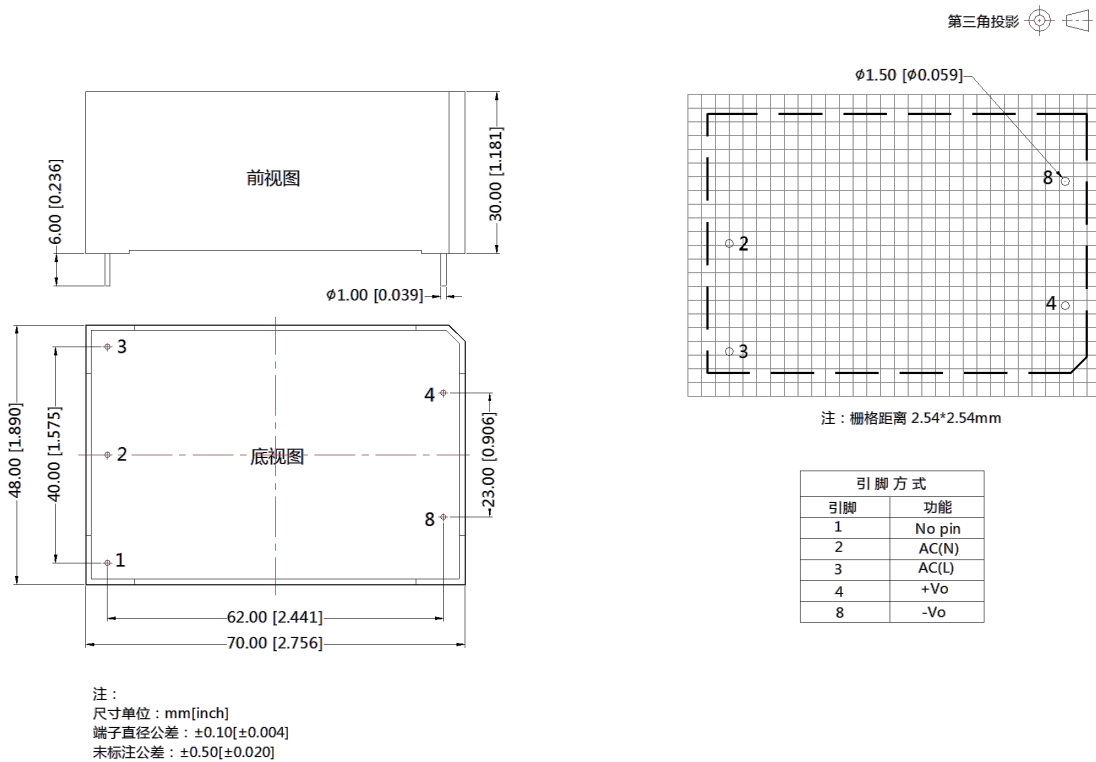 第三角投影
⌀1.50 [⌀0.059]
前视图
6.00 [0.236]
30.00 [1.181]
⌀1.00 [0.039]
8
2
4
3
注：栅格距离 2.54*2.54mm
3
4
2
底视图
8
1
48.00 [1.890]
40.00 [1.575]
23.00 [0.906]
62.00 [2.441]
70.00 [2.756]
引脚方式
引脚 功能
1 No pin
2 AC(N)
3 AC(L)
4 +Vo
8 -Vo
注：
尺寸单位：mm[inch]
端子直径公差：±0.10[±0.004]
未标注公差：±0.50[±0.020]